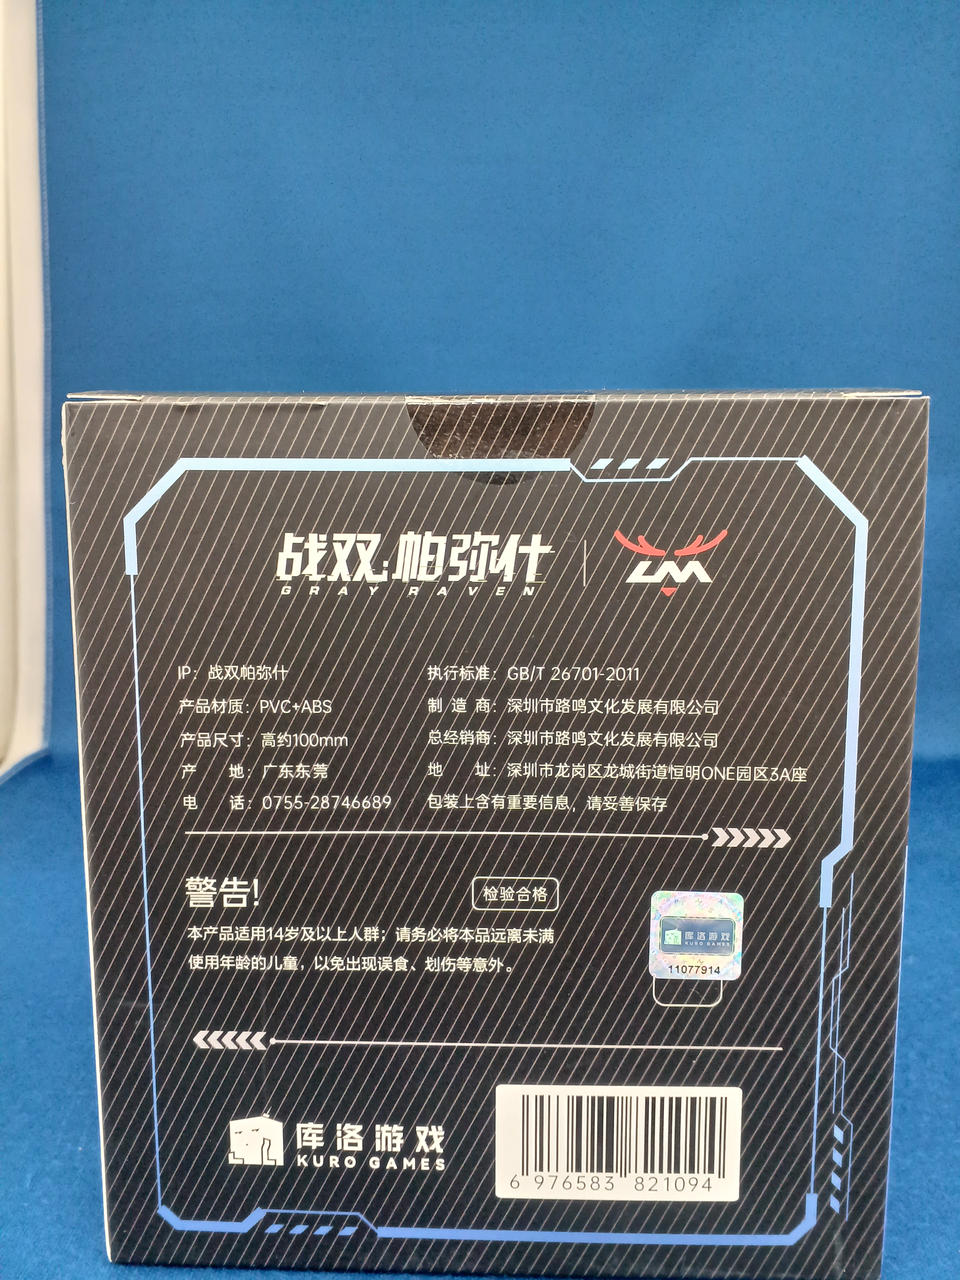 战双:帕弥什
GRAY RAVEN
IP：战双帕弥什
产品材质：PVC+ABS
产品尺寸：高约100mm
产 地：广东东莞
电 话：0755-28746689
执行标准：GB/T 26701-2011
制 造 商：深圳市路鸣文化发展有限公司
总经销商：深圳市路鸣文化发展有限公司
地 址：深圳市龙岗区龙城街道恒明ONE园区3A座
包装上含有重要信息，请妥善保存
警告!
检验合格
本产品适用14岁及以上人群；请务必将本品远离未满
使用年龄的儿童，以免出现误食、划伤等意外。
库洛游戏
KURO GAMES
11077914
库洛游戏
KURO GAMES
6 976583 821094